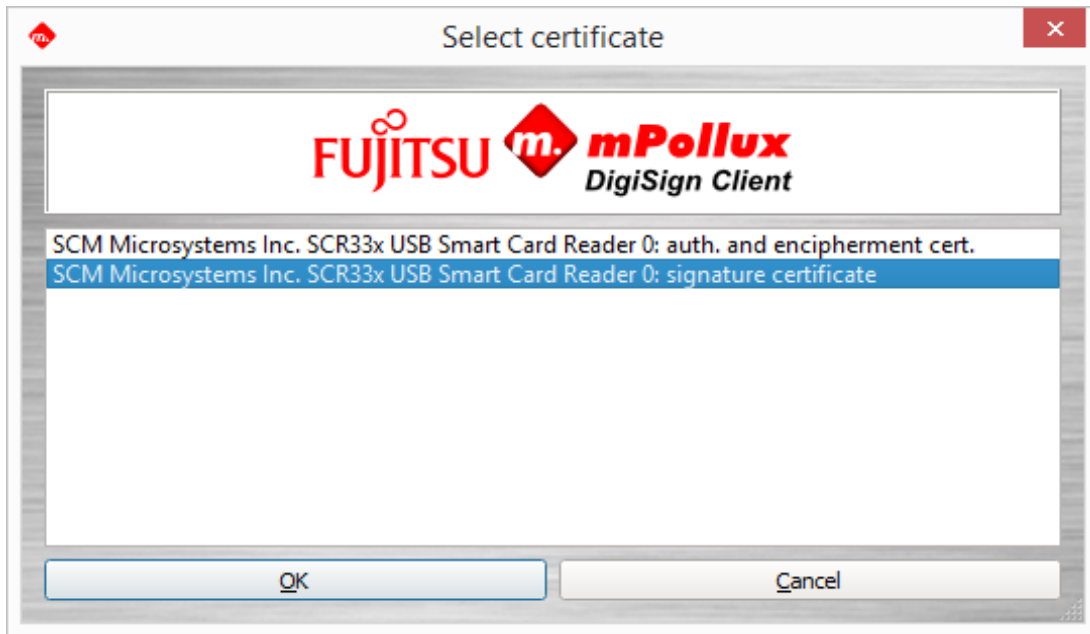 m.
Select certificate
FUJITSU m. mPollux
DigiSign Client
SCM Microsystems Inc. SCR33x USB Smart Card Reader 0: auth. and encipherment cert.
SCM Microsystems Inc. SCR33x USB Smart Card Reader 0: signature certificate
OK
Cancel